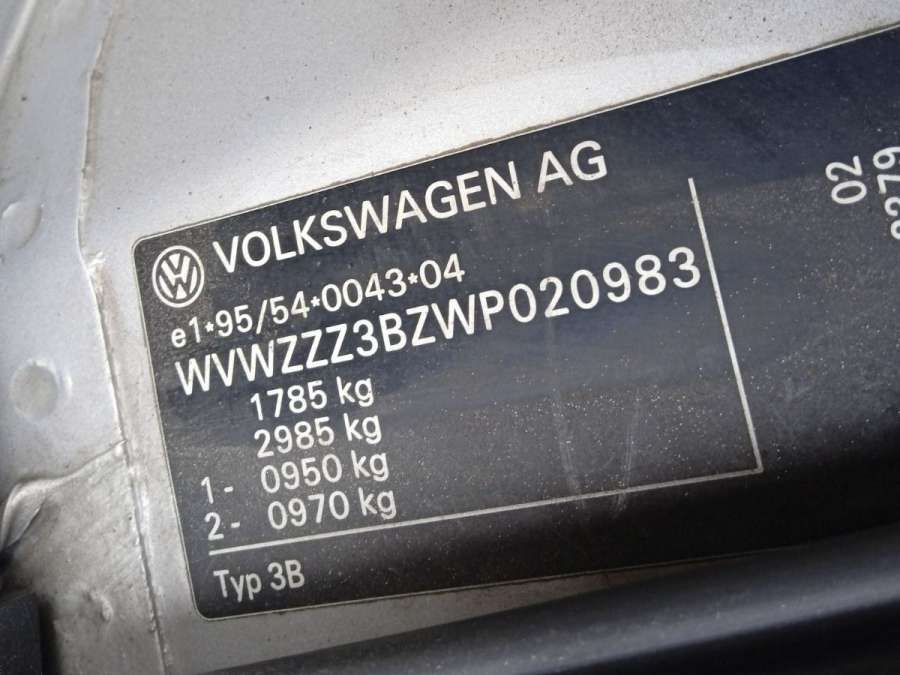 VOLKSWAGEN AG
e1*95/54*0043*04
WVWZZZ3BZWP020983
1785 kg
2985 kg
1- 0950 kg
2- 0970 kg
Typ 3B
02